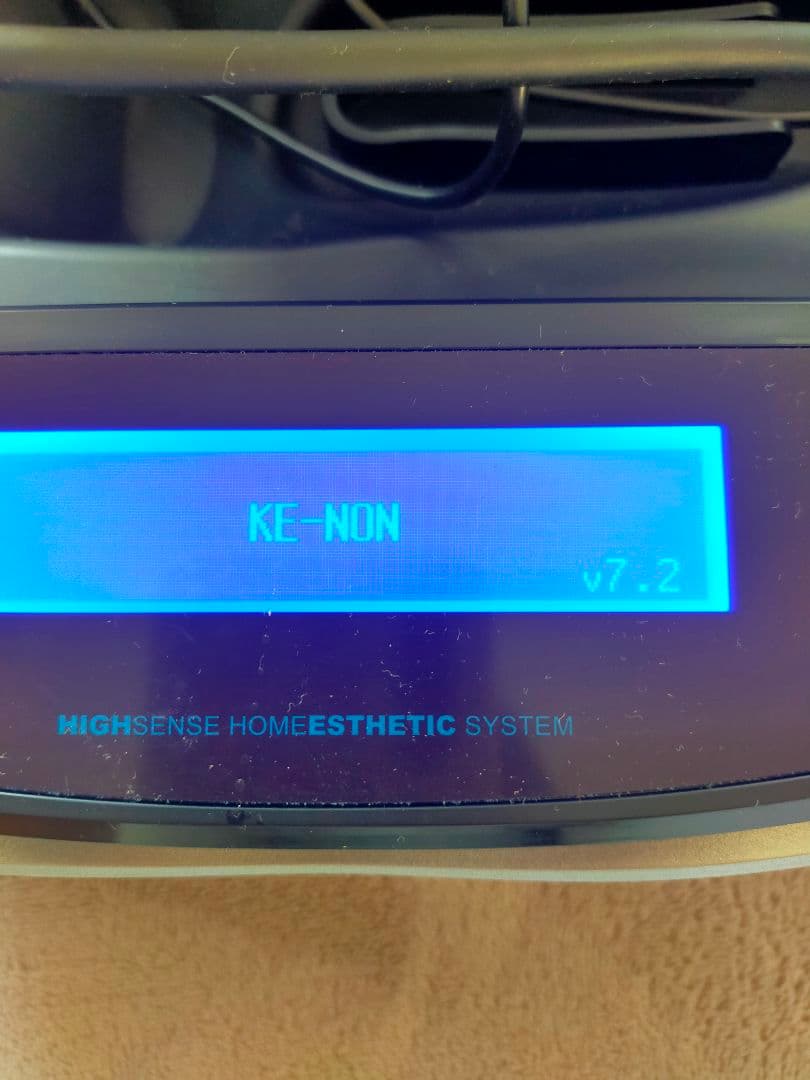 KE-NON
v7.2
HIGHSENSE HOMEESTHETIC SYSTEM